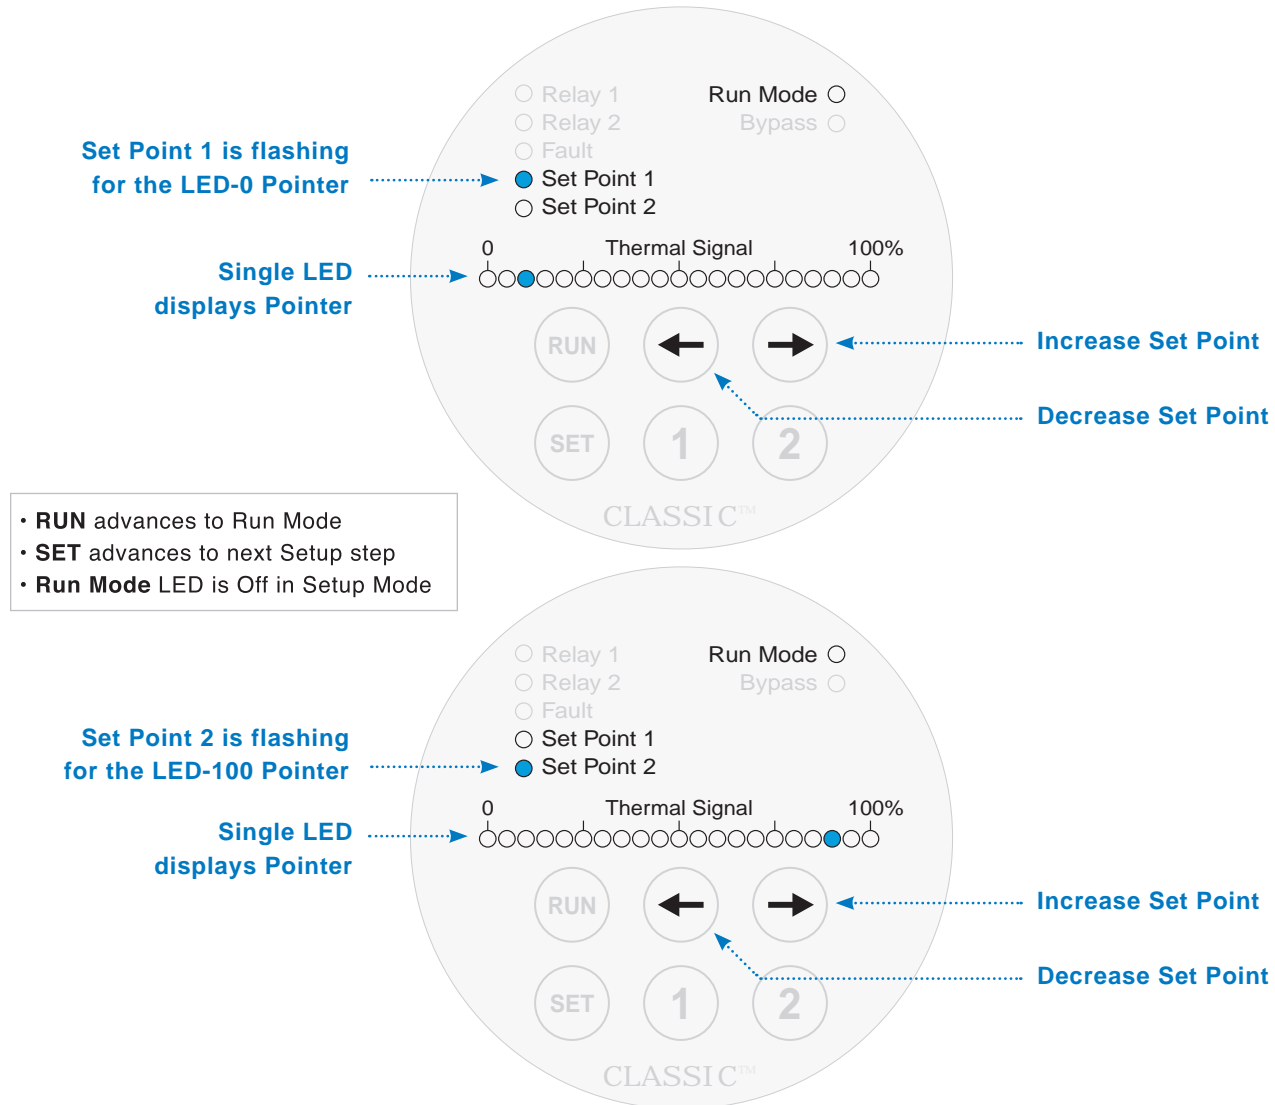 Relay 1
Run Mode
Relay 2
Bypass
Fault
Set Point 1 is flashing
for the LED-0 Pointer
Set Point 1
Set Point 2
0 Thermal Signal 100%
Single LED
displays Pointer
RUN
Increase Set Point
Decrease Set Point
SET 1 2
CLASSIC™
• RUN advances to Run Mode
• SET advances to next Setup step
• Run Mode LED is Off in Setup Mode
Relay 1
Run Mode
Relay 2
Bypass
Fault
Set Point 2 is flashing
for the LED-100 Pointer
Set Point 1
Set Point 2
0 Thermal Signal 100%
Single LED
displays Pointer
RUN
Increase Set Point
Decrease Set Point
SET 1 2
CLASSIC™